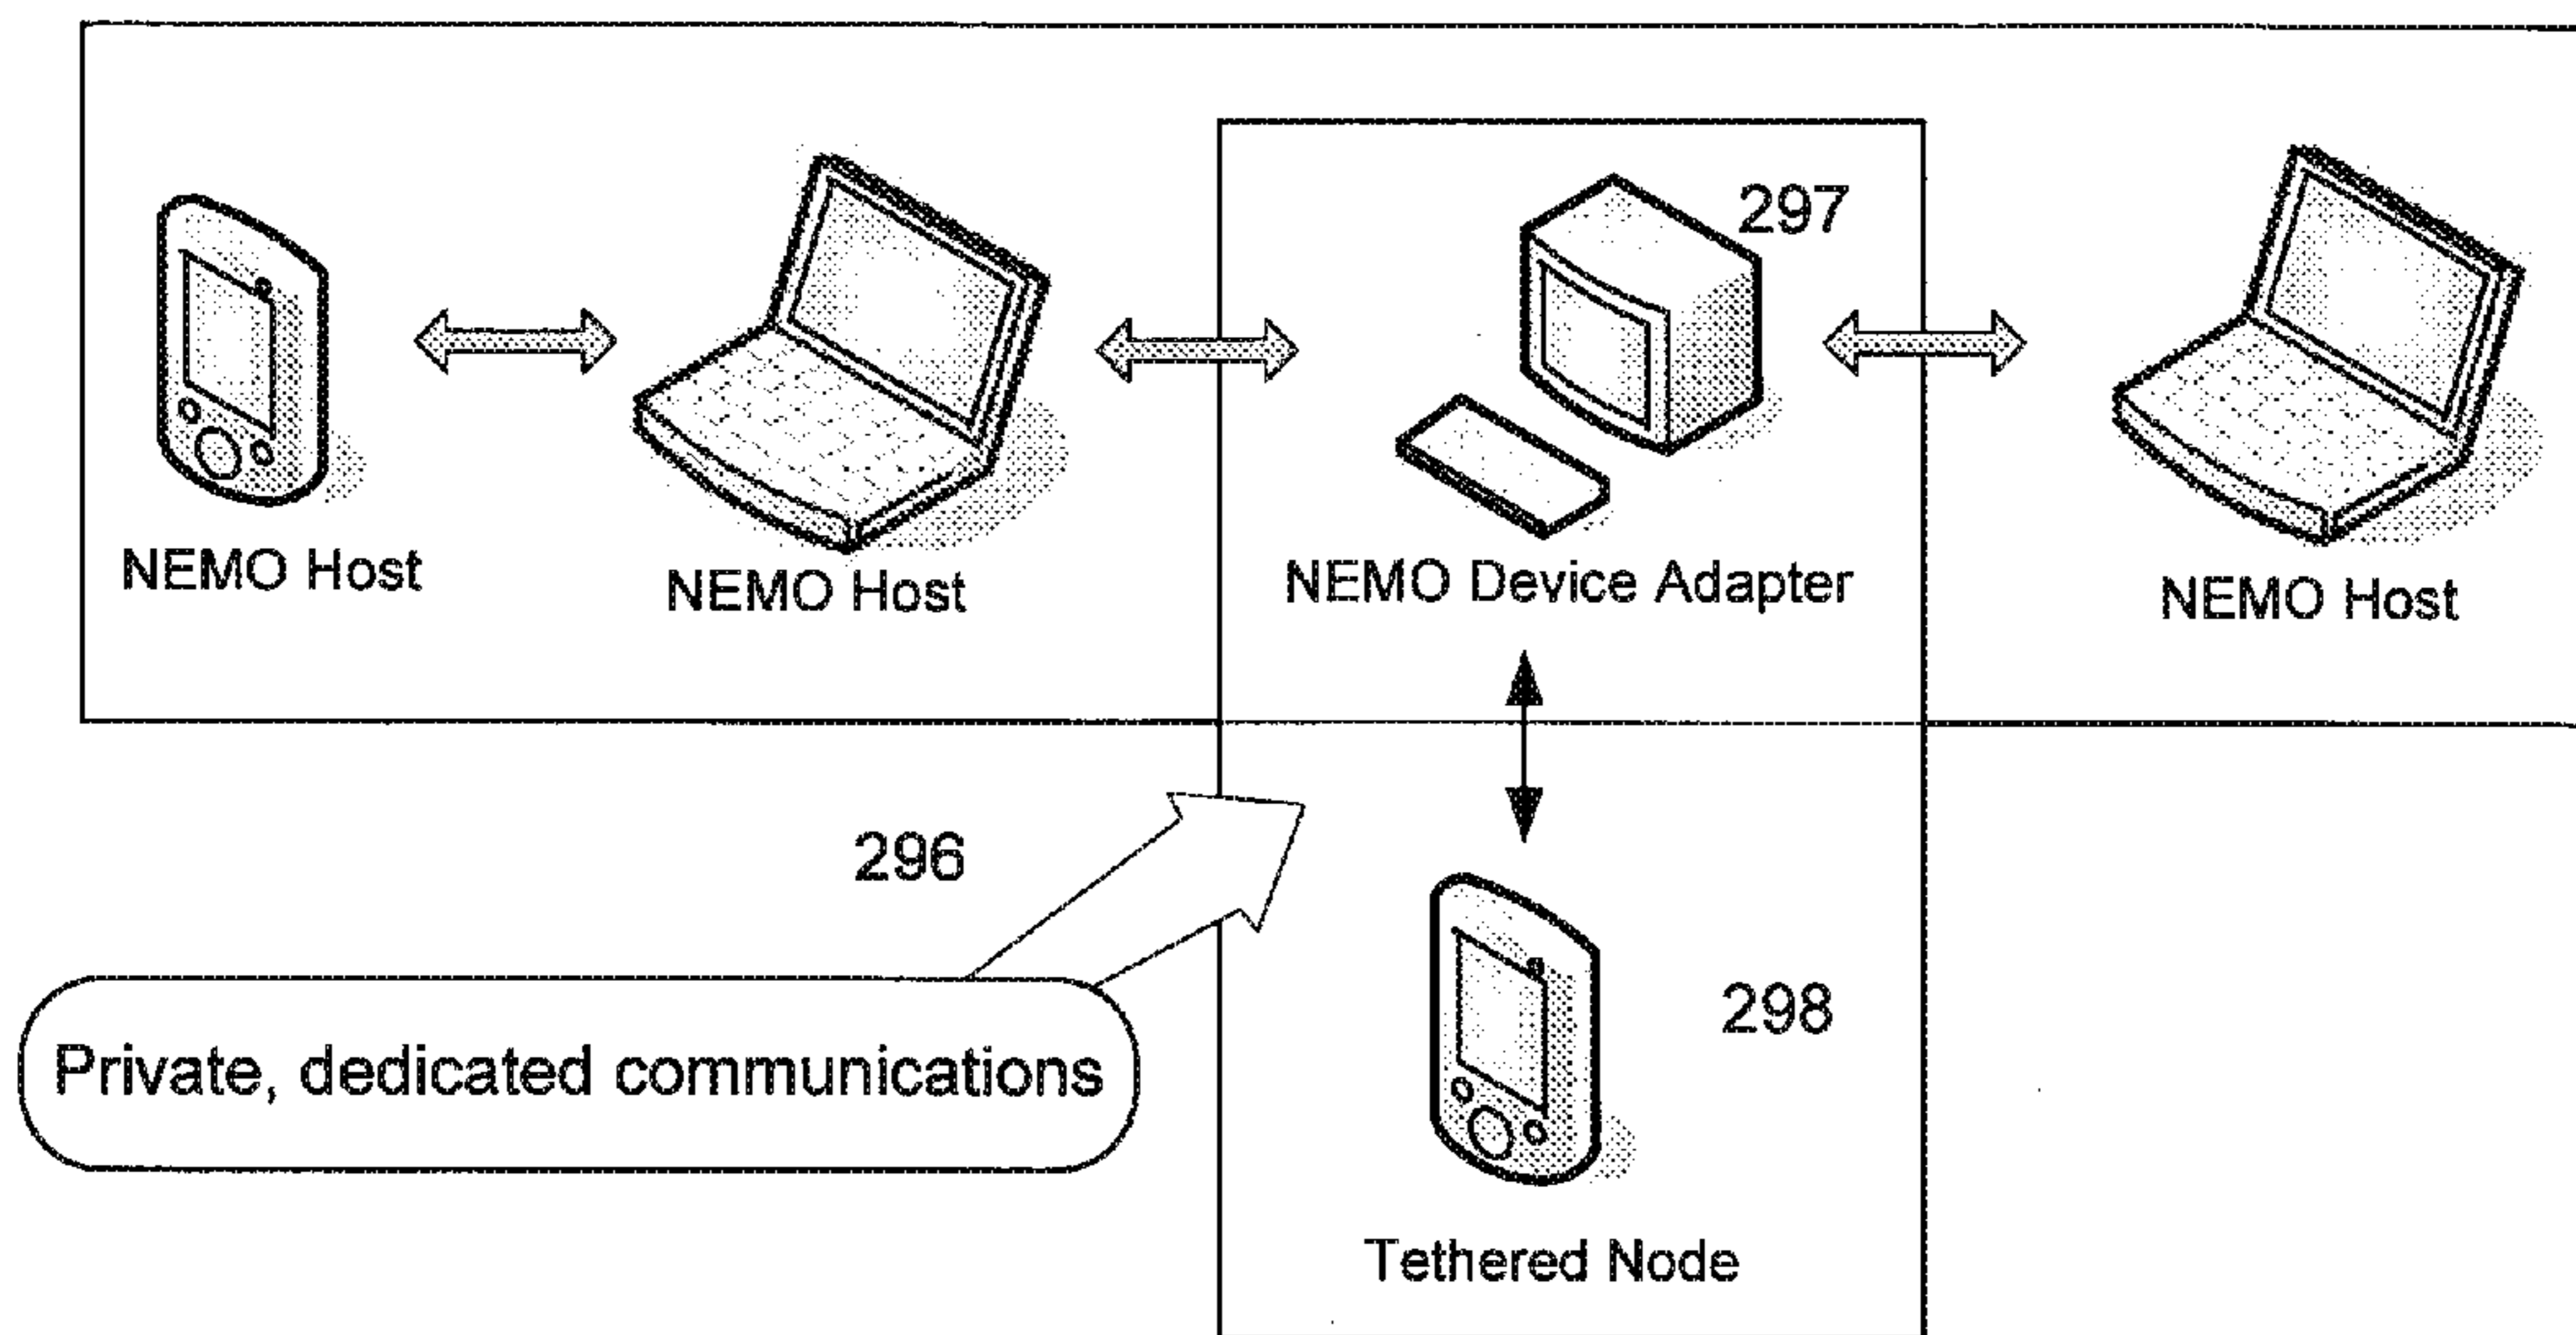 297
NEMO Host
NEMO Host
NEMO Device Adapter
NEMO Host
296
Private, dedicated communications
298
Tethered Node